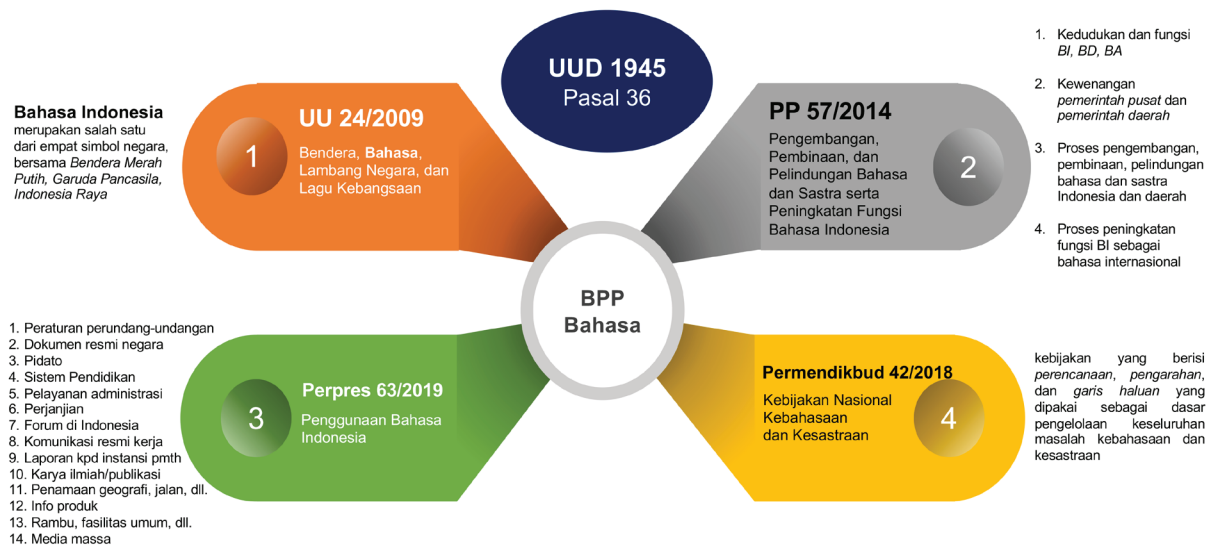 UUD 1945
Pasal 36
Bahasa Indonesia
merupakan salah satu
dari empat simbol negara,
bersama Bendera Merah
Putih, Garuda Pancasila,
Indonesia Raya
1
UU 24/2009
Bendera, Bahasa,
Lambang Negara, dan
Lagu Kebangsaan
PP 57/2014
Pengembangan,
Pembinaan, dan
Pelindungan Bahasa
dan Sastra serta
Peningkatan Fungsi
Bahasa Indonesia
2
1. Kedudukan dan fungsi
BI, BD, BA
2. Kewenangan
pemerintah pusat dan
pemerintah daerah
3. Proses pengembangan,
pembinaan, pelindungan
bahasa dan sastra
Indonesia dan daerah
4. Proses peningkatan
fungsi BI sebagai
bahasa internasional
BPP
Bahasa
1. Peraturan perundang-undangan
2. Dokumen resmi negara
3. Pidato
4. Sistem Pendidikan
5. Pelayanan administrasi
6. Perjanjian
7. Forum di Indonesia
8. Komunikasi resmi kerja
9. Laporan kpd instansi pmth
10. Karya ilmiah/publikasi
11. Penamaan geografi, jalan, dll.
12. Info produk
13. Rambu, fasilitas umum, dll.
14. Media massa
3
Perpres 63/2019
Penggunaan Bahasa
Indonesia
Permendikbud 42/2018
Kebijakan Nasional
Kebahasaan
dan Kesastraan
4
kebijakan yang berisi
perencanaan, pengarahan,
dan garis haluan yang
dipakai sebagai dasar
pengelolaan keseluruhan
masalah kebahasaan dan
kesastraan